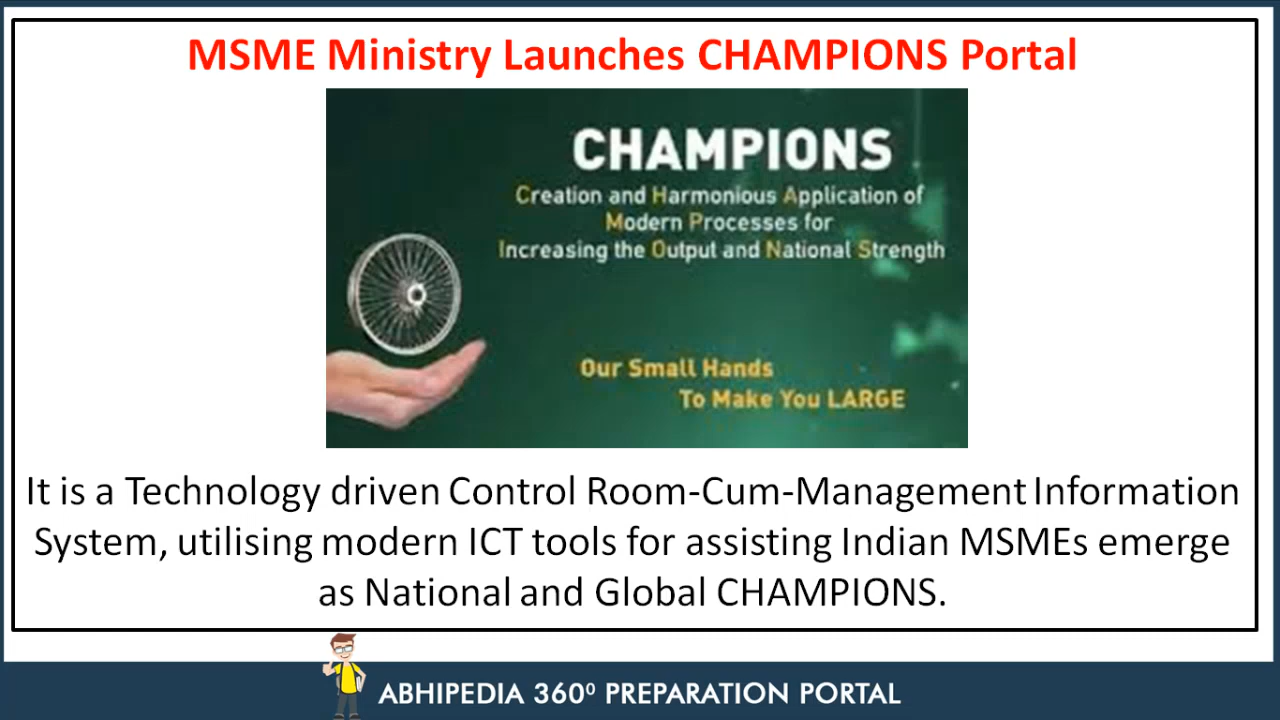 MSME Ministry Launches CHAMPIONS Portal
CHAMPIONS
Creation and Harmonious Application of
Modern Processes for
Increasing the Output and National Strength
Our Small Hands
To Make You LARGE
It is a Technology driven Control Room-Cum-Management Information
System, utilising modern ICT tools for assisting Indian MSMEs emerge
as National and Global CHAMPIONS.
ABHIPEDIA 360⁰ PREPARATION PORTAL